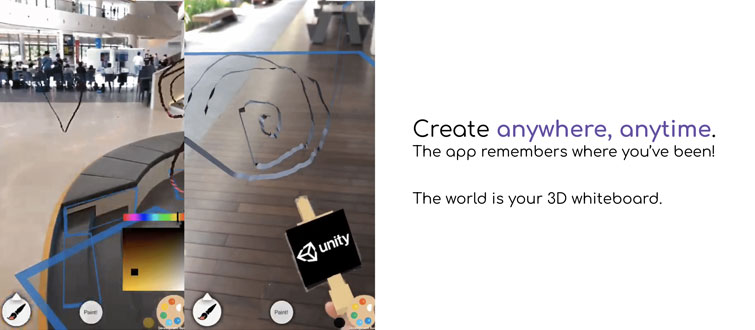 Paint!
Paint!
unity
Create anywhere, anytime.
The app remembers where you've been!
The world is your 3D whiteboard.